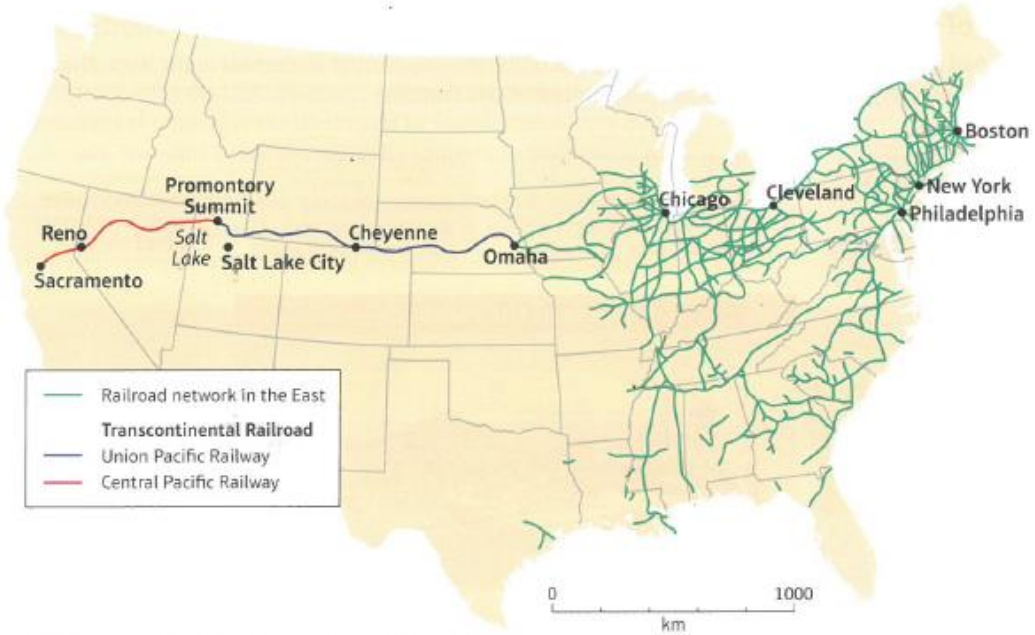 Boston
New York
Philadelphia
Cleveland
Chicago
Promontory
Summit
Reno
Salt
Lake
Cheyenne
Salt Lake City
Omaha
Sacramento
Railroad network in the East
Transcontinental Railroad
Union Pacific Railway
Central Pacific Railway
0 1000
km